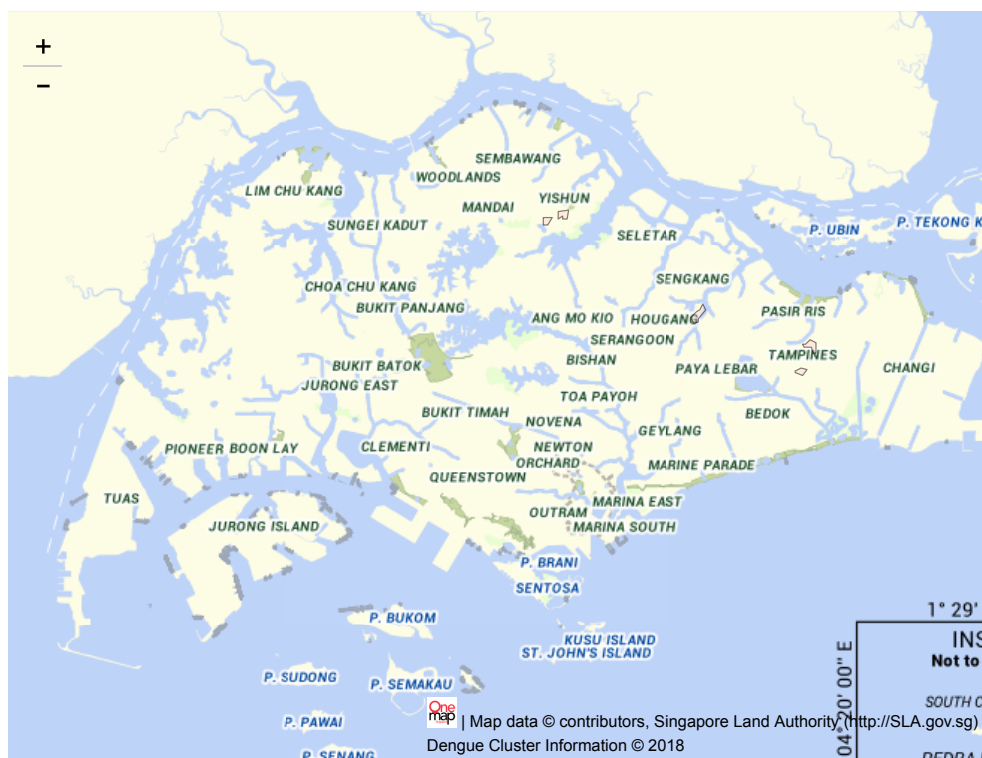 +
−
SEMBAWANG
WOODLANDS
LIM CHU KANG
YISHUN
MANDAI
SUNGEI KADUT
SELETAR
P. UBIN
P. TEKONG K
SENGKANG
CHOA CHU KANG
BUKIT PANJANG
ANG MO KIO
HOUGANG
PASIR RIS
SERANGOON
BISHAN
TAMPINES
BUKIT BATOK
PAYA LEBAR
CHANGI
JURONG EAST
TOA PAYOH
BUKIT TIMAH
BEDOK
NOVENA
GEYLANG
PIONEER
BOON LAY
CLEMENTI
NEWTON
ORCHARD
MARINE PARADE
QUEENSTOWN
TUAS
MARINA EAST
OUTRAM
JURONG ISLAND
MARINA SOUTH
P. BRANI
SENTOSA
P. BUKOM
KUSU ISLAND
ST. JOHN'S ISLAND
P. SUDONG
P. SEMAKAU
P. PAWAI
P. SENANG
1° 29'
04° 20' 00" E
INS
Not to
SOUTH C
One
map
| Map data © contributors, Singapore Land Authority (http://SLA.gov.sg)
Dengue Cluster Information © 2018